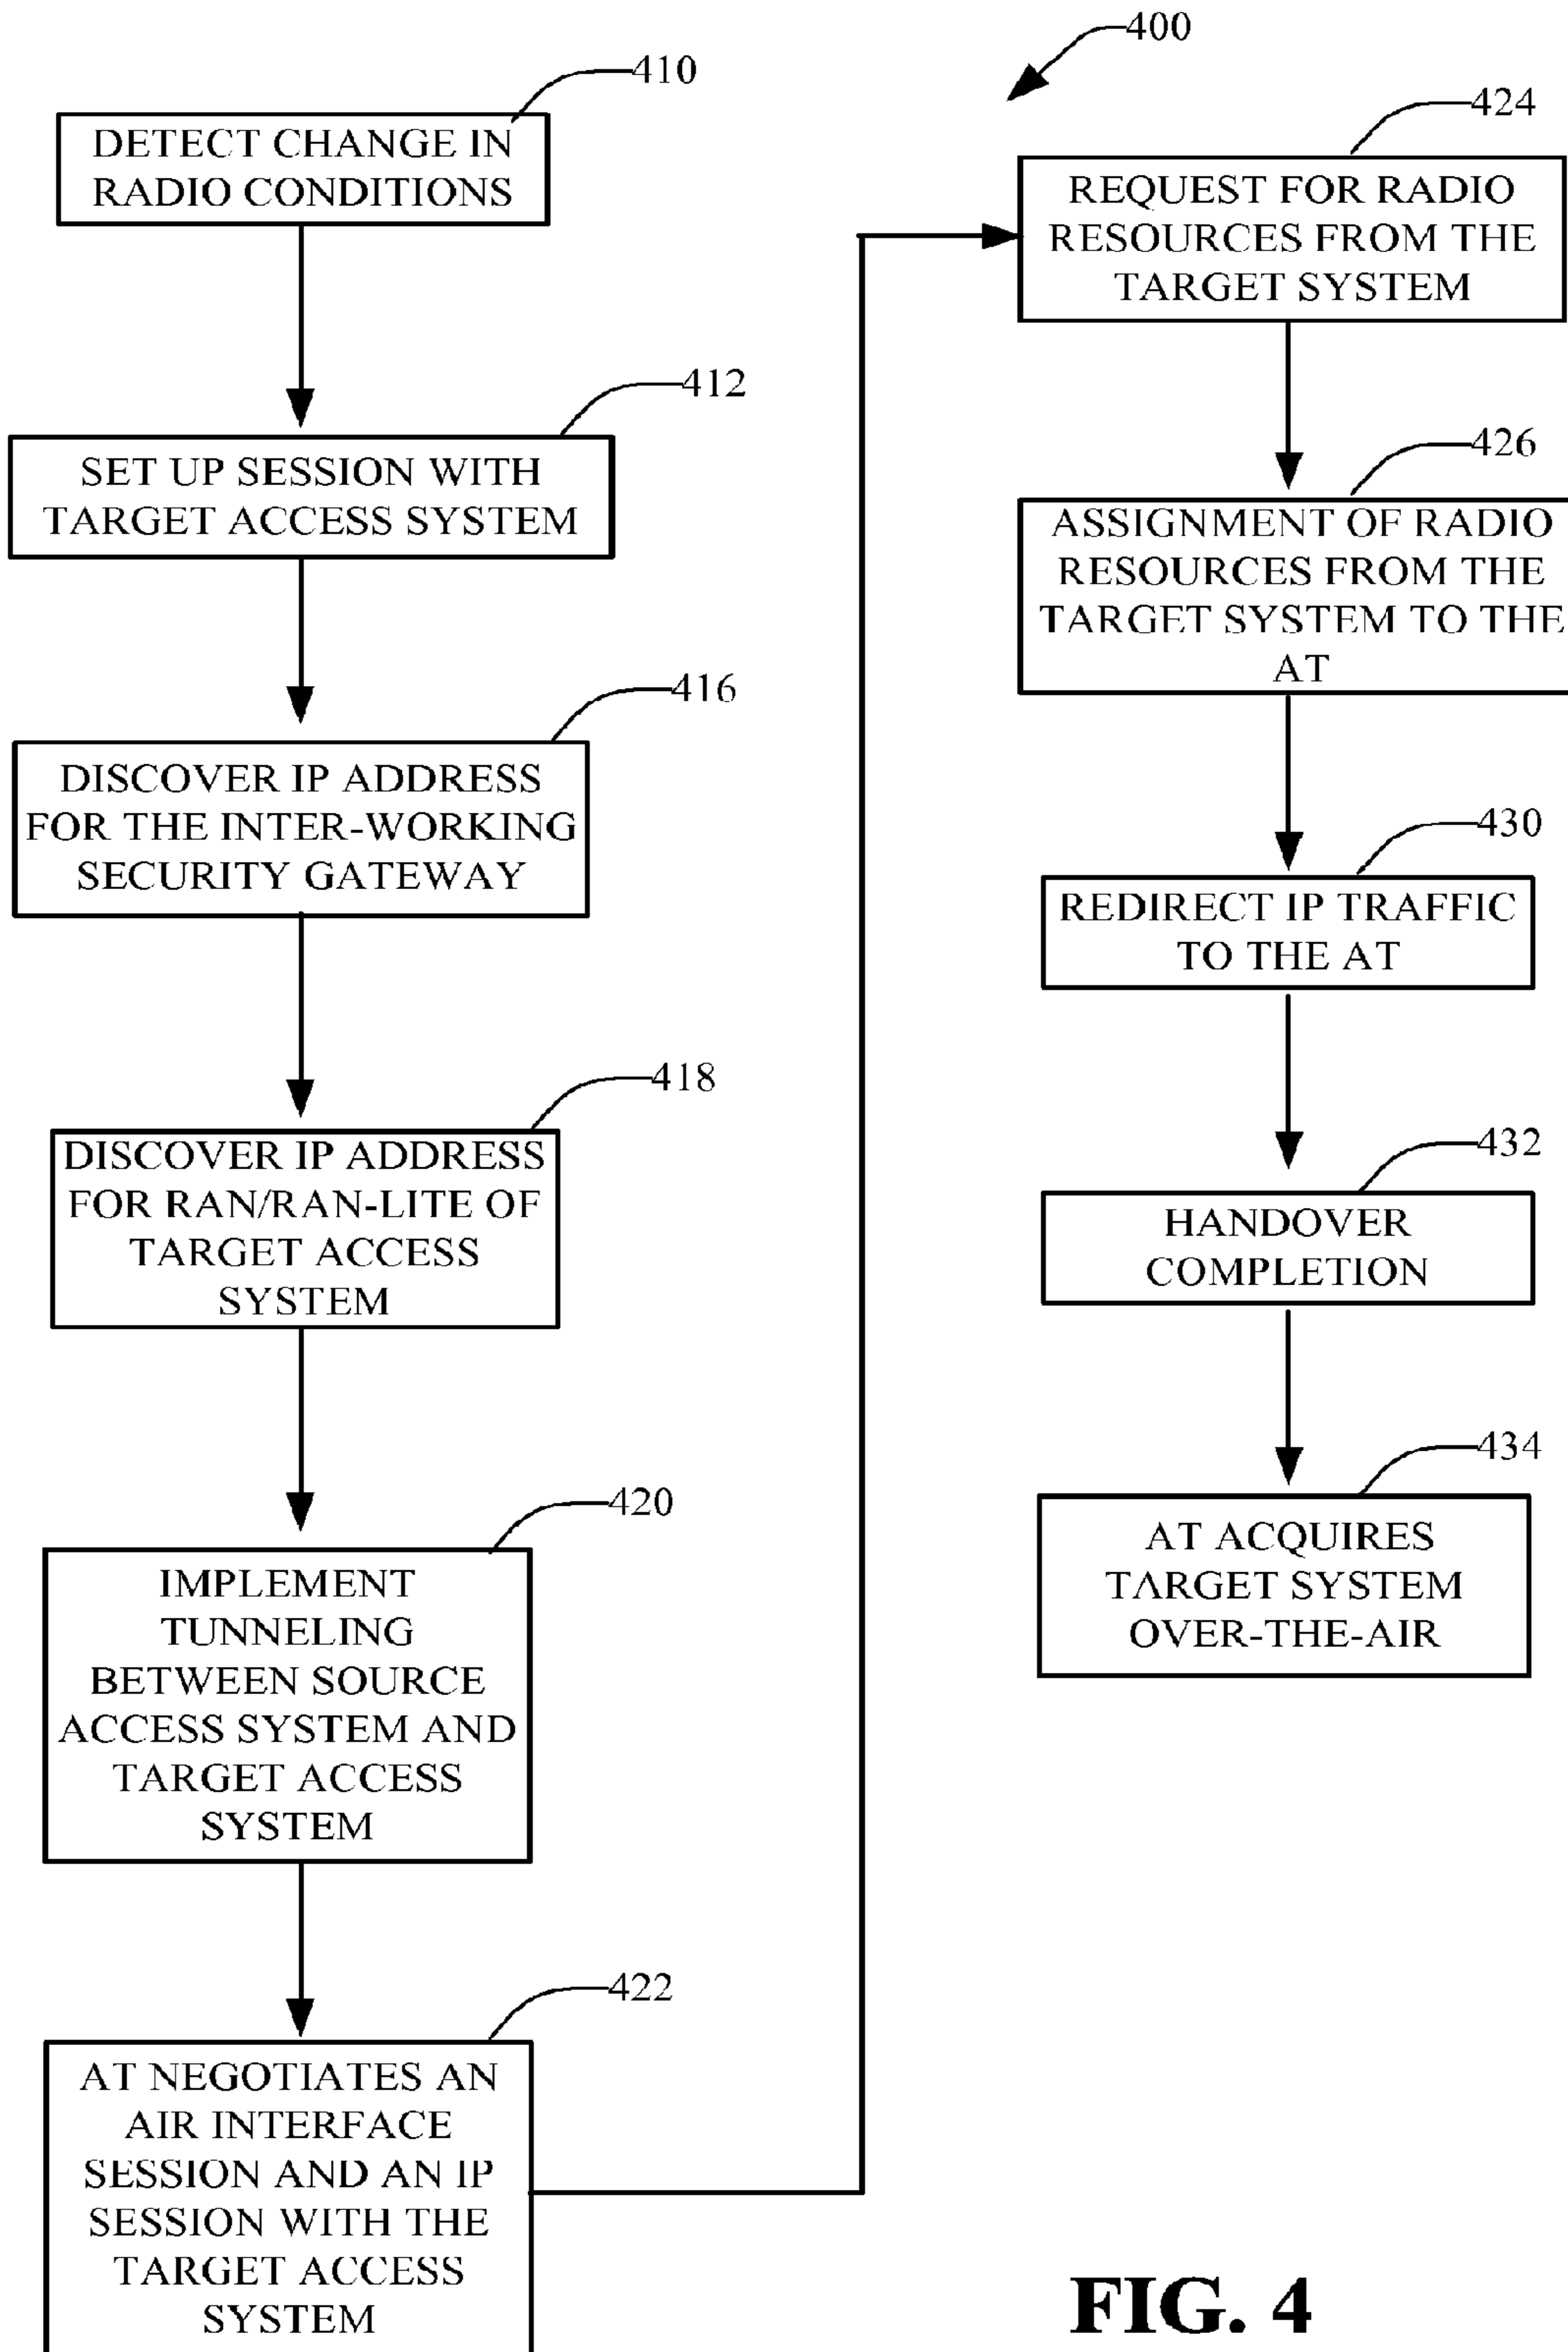 400
410
DETECT CHANGE IN
RADIO CONDITIONS
412
SET UP SESSION WITH
TARGET ACCESS SYSTEM
416
DISCOVER IP ADDRESS
FOR THE INTER-WORKING
SECURITY GATEWAY
418
DISCOVER IP ADDRESS
FOR RAN/RAN-LITE OF
TARGET ACCESS
SYSTEM
420
IMPLEMENT
TUNNELING
BETWEEN SOURCE
ACCESS SYSTEM AND
TARGET ACCESS
SYSTEM
422
AT NEGOTIATES AN
AIR INTERFACE
SESSION AND AN IP
SESSION WITH THE
TARGET ACCESS
SYSTEM
424
REQUEST FOR RADIO
RESOURCES FROM THE
TARGET SYSTEM
426
ASSIGNMENT OF RADIO
RESOURCES FROM THE
TARGET SYSTEM TO THE
AT
430
REDIRECT IP TRAFFIC
TO THE AT
432
HANDOVER
COMPLETION
434
AT ACQUIRES
TARGET SYSTEM
OVER-THE-AIR
FIG. 4